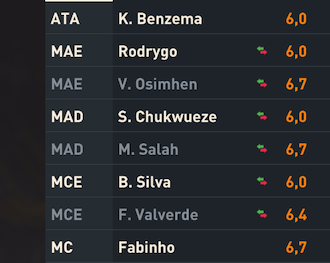 ATA K. Benzema 6,0
MAE Rodrygo 6,0
MAE V. Osimhen 6,7
MAD S. Chukwueze 6,0
MAD M. Salah 6,7
MCE B. Silva 6,0
MCE F. Valverde 6,4
MC Fabinho 6,7